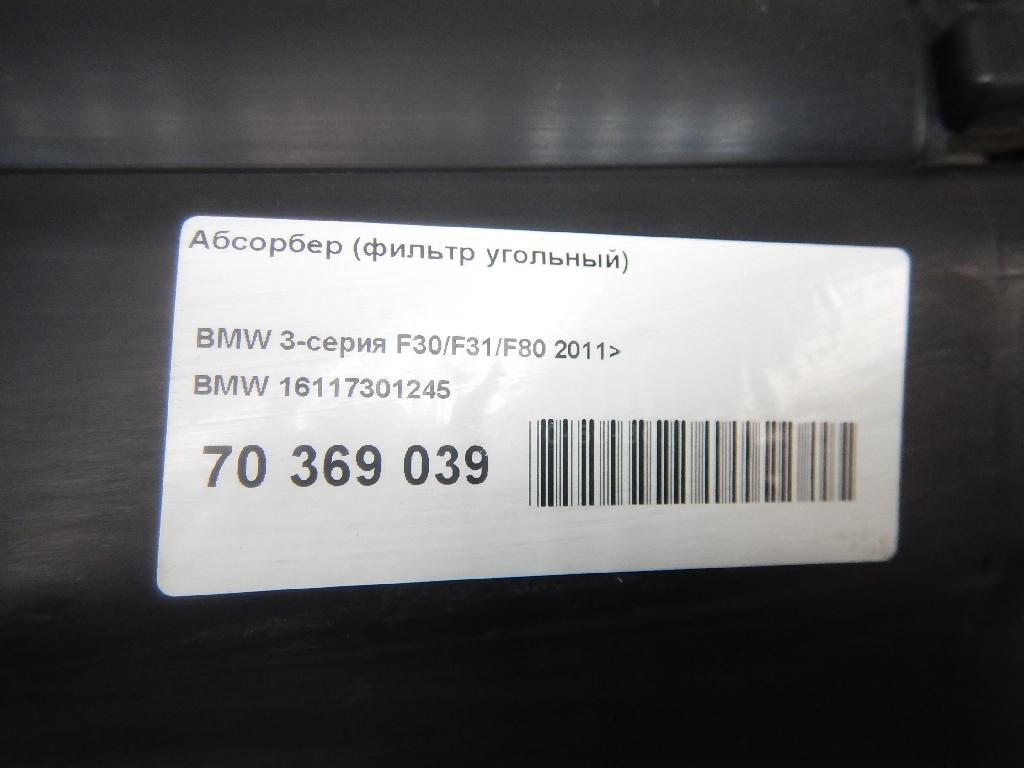 Абсорбер (фильтр угольный)
BMW 3-серия F30/F31/F80 2011>
BMW 16117301245
70 369 039